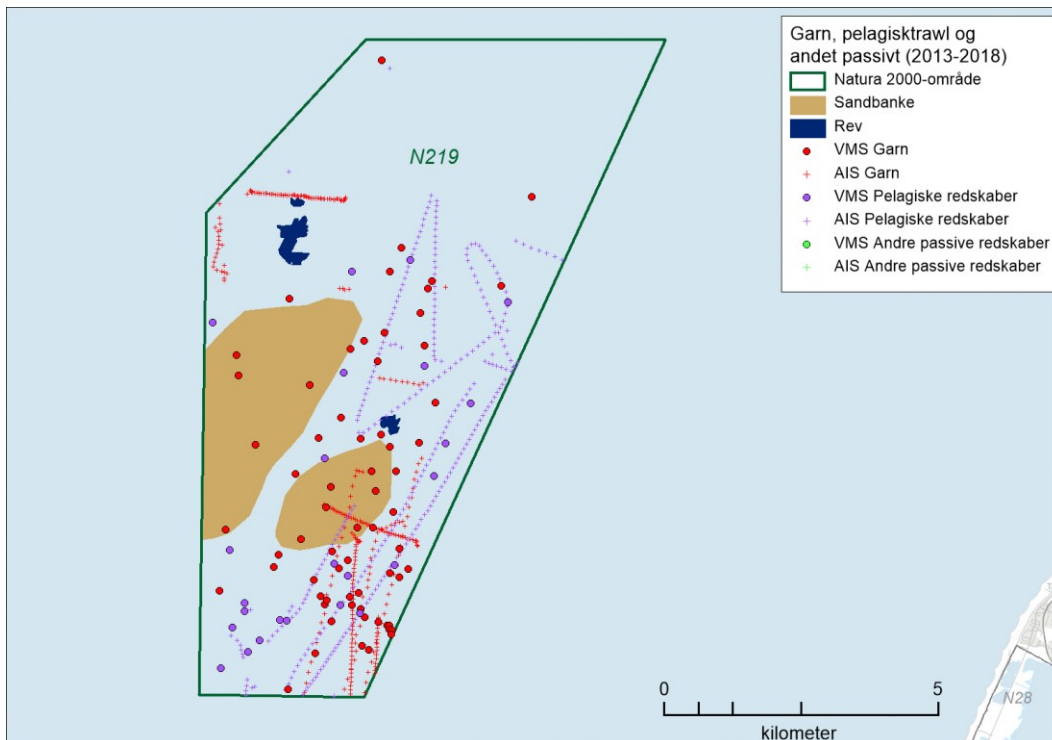 Garn, pelagisktrawl og
andet passivt (2013-2018)
Natura 2000-område
Sandbanke
Rev
VMS Garn
AIS Garn
VMS Pelagiske redskaber
AIS Pelagiske redskaber
VMS Andre passive redskaber
AIS Andre passive redskaber
N219
0
5
kilometer
N28